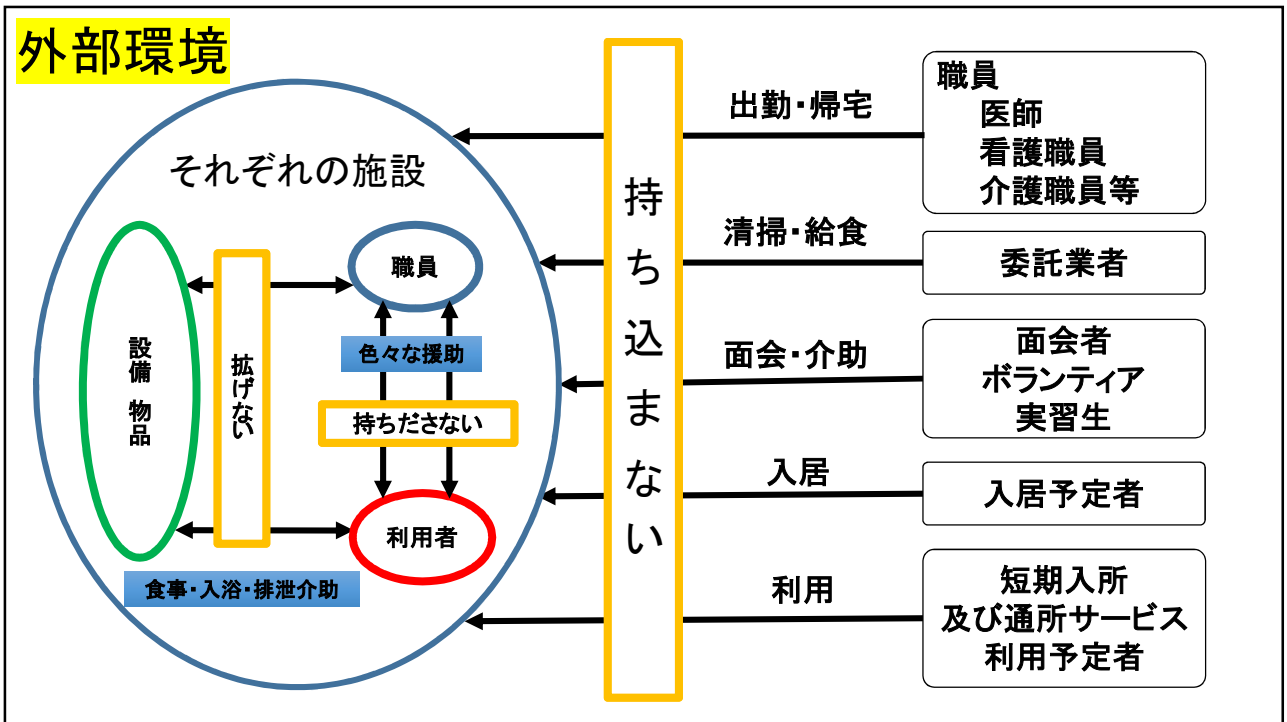 外部環境
それぞれの施設
設備 物品
拡げない
職員
色々な援助
持ちださない
利用者
食事・入浴・排泄介助
持ち込まない
出勤・帰宅
職員
医師
看護職員
介護職員等
清掃・給食
委託業者
面会・介助
面会者
ボランティア
実習生
入居
入居予定者
利用
短期入所
及び通所サービス
利用予定者